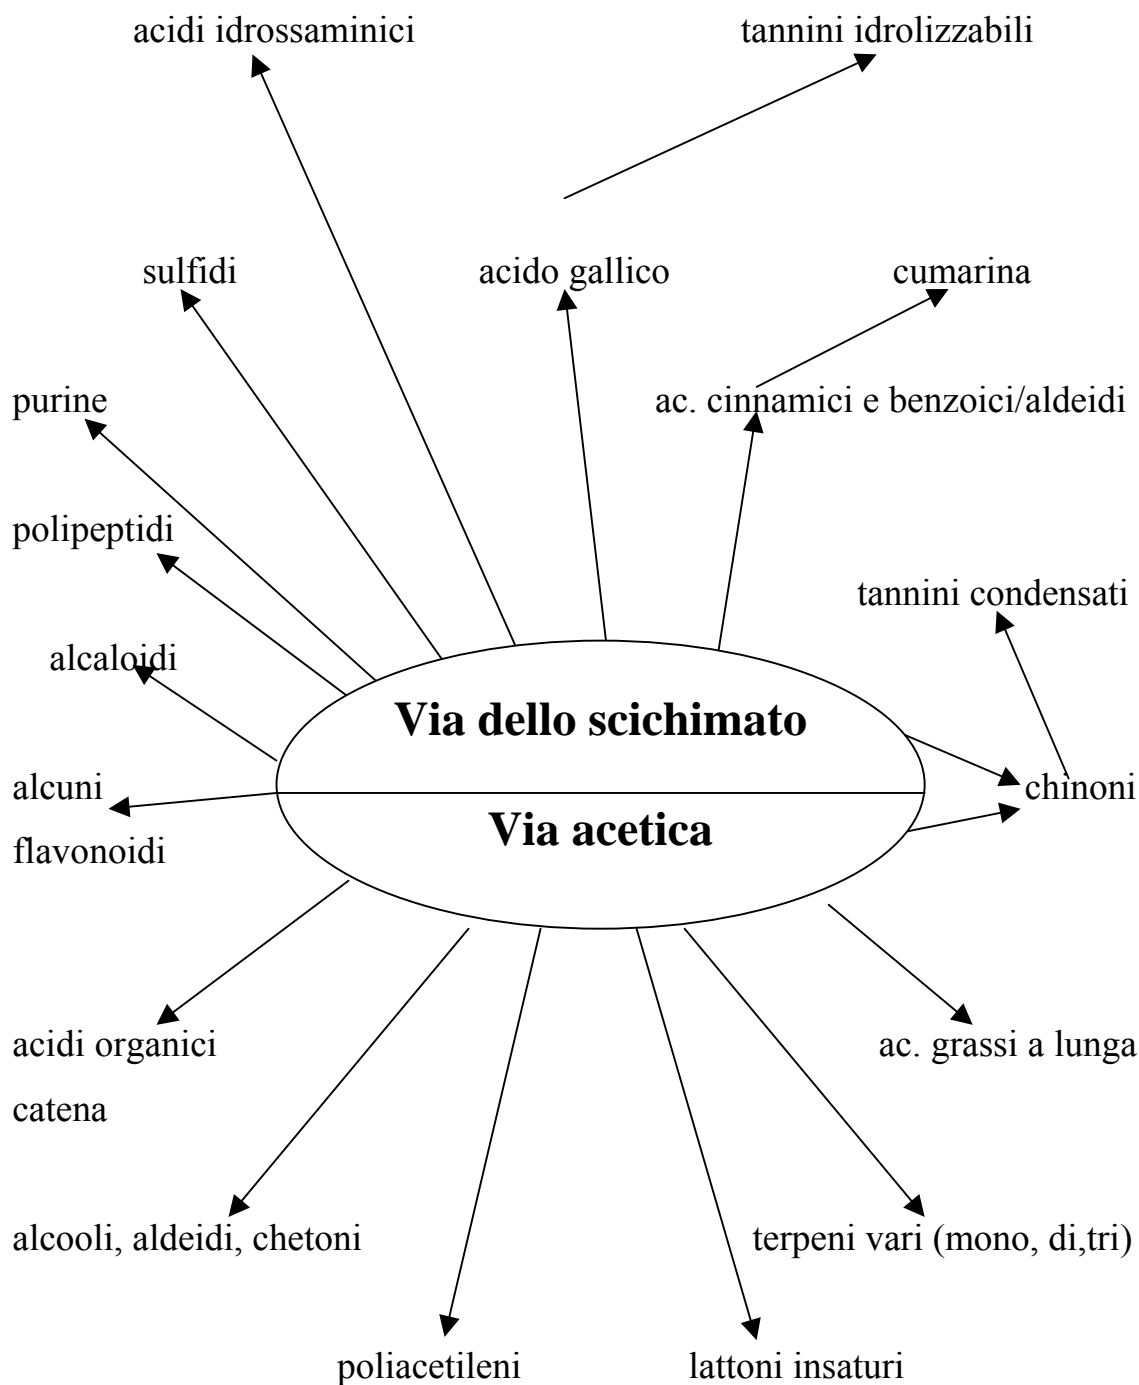 acidi idrossaminici
tannini idrolizzabili
sulfidi
acido gallico
cumarina
purine
ac. cinnamici e benzoici/aldeidi
polipeptidi
tannini condensati
alcaloidi
Via dello scichimato
alcuni
chinoni
Via acetica
flavonoidi
acidi organici
ac. grassi a lunga
catena
alcooli, aldeidi, chetoni
terpeni vari (mono, di,tri)
poliacetileni
lattoni insaturi